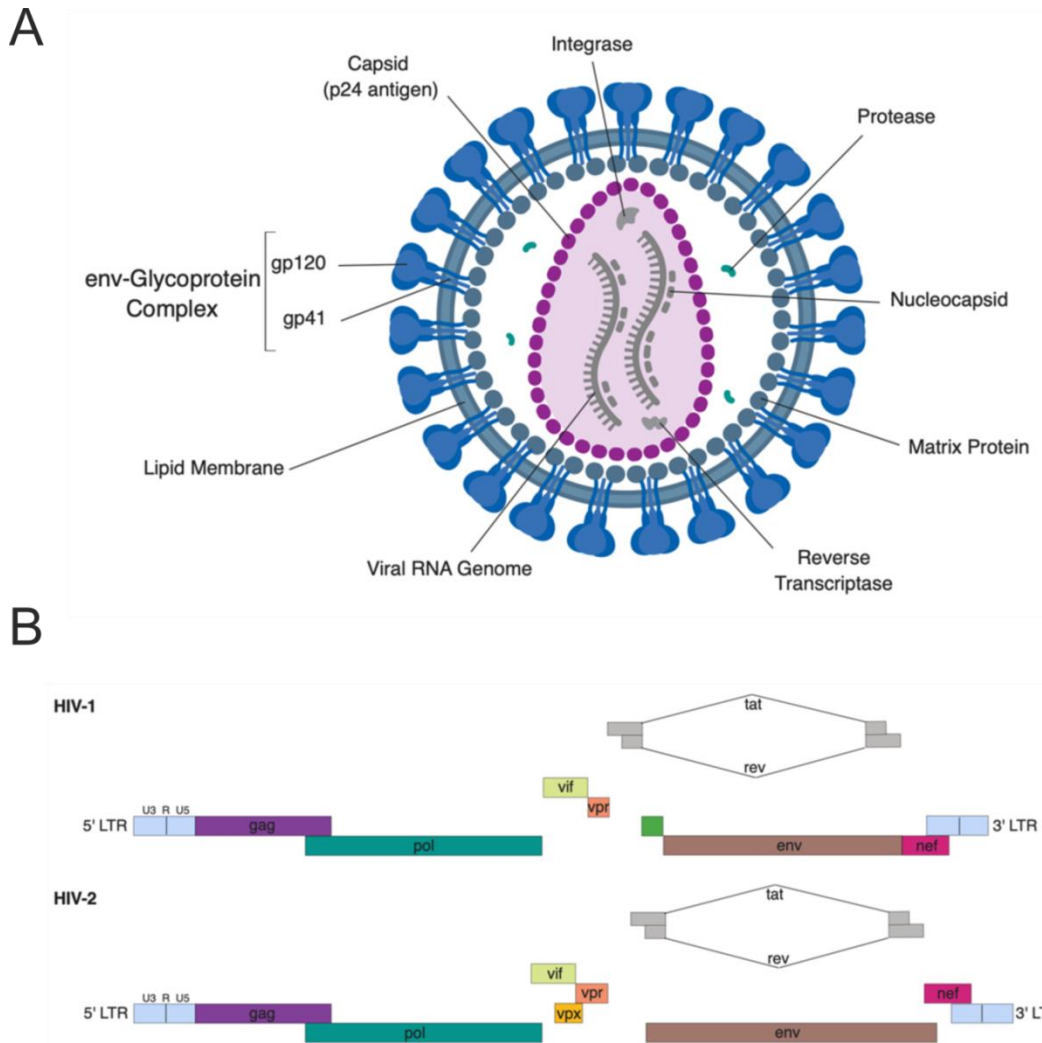 A
Integrase
Capsid
(p24 antigen)
Protease
env-Glycoprotein
Complex
gp120
gp41
Nucleocapsid
Lipid Membrane
Matrix Protein
Viral RNA Genome
Reverse
Transcriptase
B
HIV-1
tat
rev
vif
vpr
U3 R U5
5' LTR
gag
3' LTR
pol
env
nef
HIV-2
tat
rev
vif
vpr
nef
U3 R U5
5' LTR
gag
vpx
3' LT
pol
env